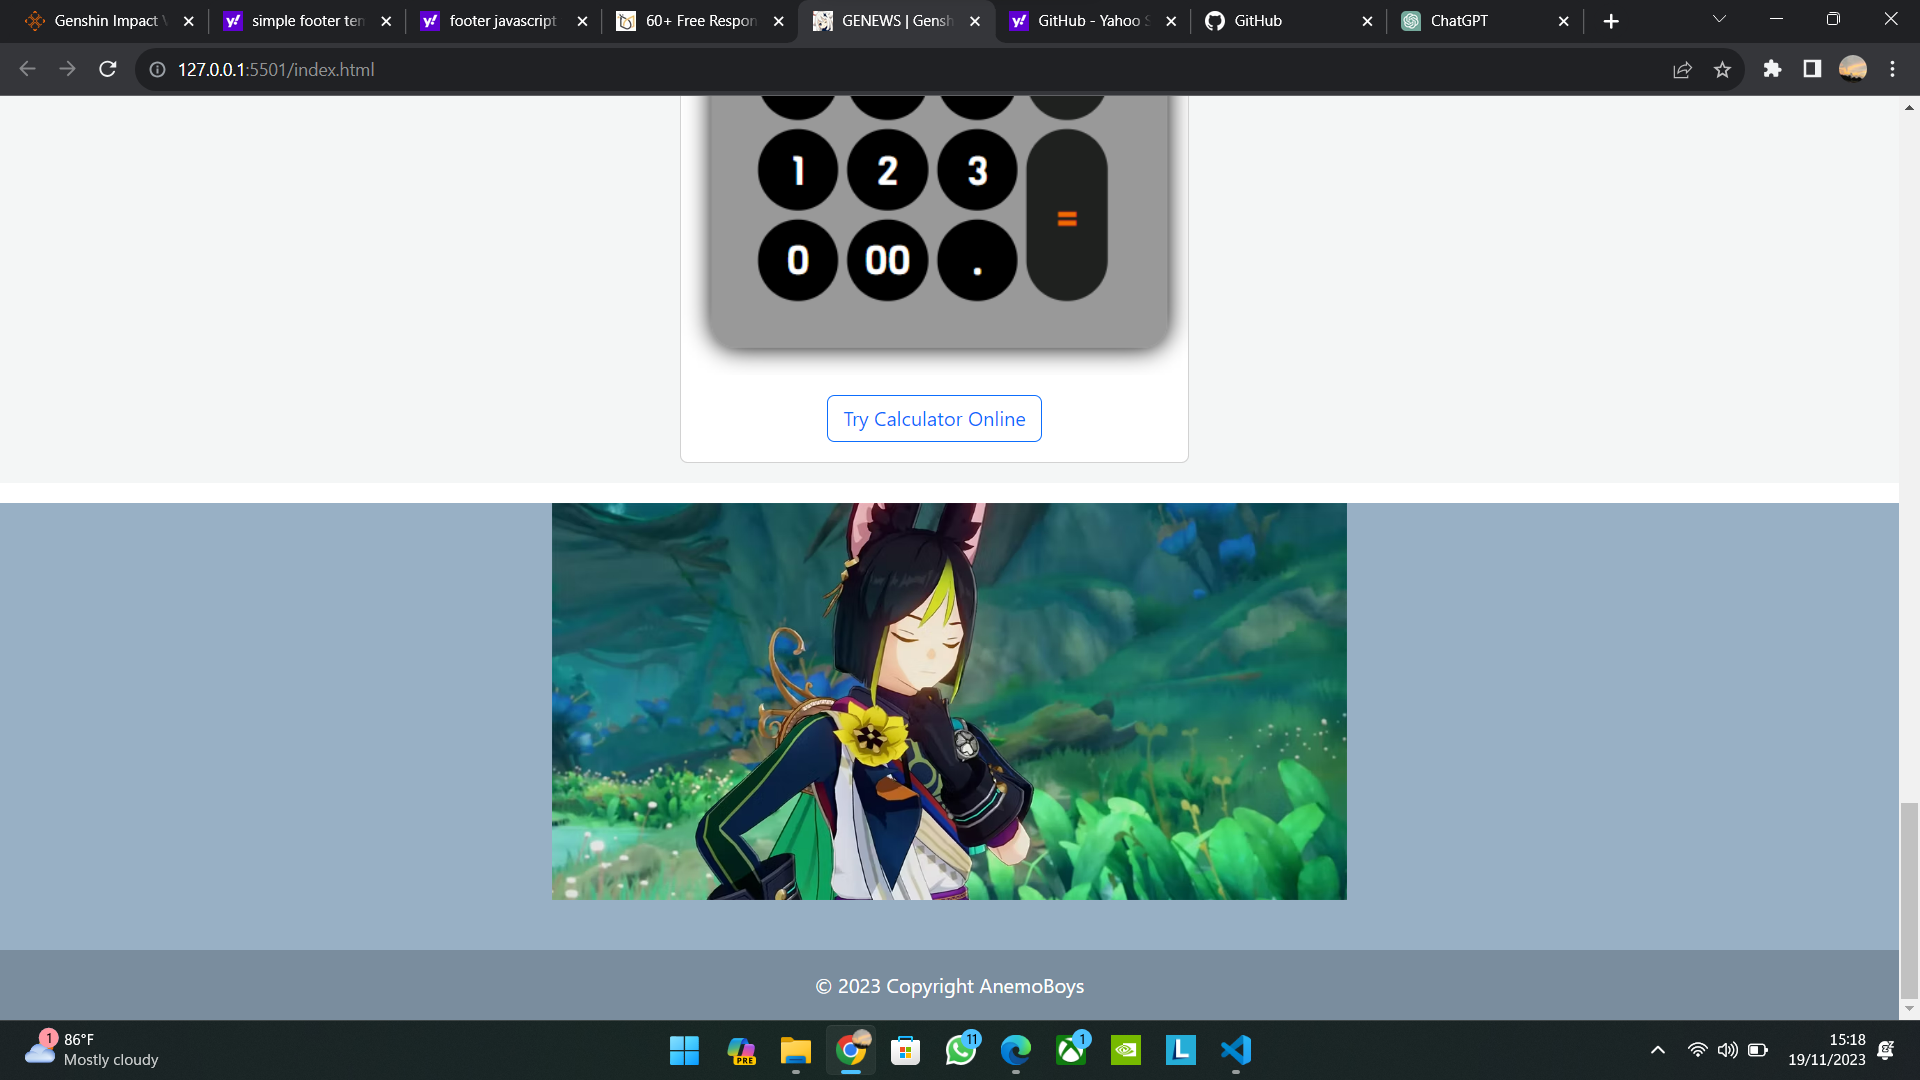 Genshin Impact
simple footer ten
footer javascript
60+ Free Respon
GENEWS | Gensh
GitHub - Yahoo S
GitHub
ChatGPT
127.0.0.1:5501/index.html
1
2
3
=
0
00
.
Try Calculator Online
© 2023 Copyright AnemoBoys
1
86°F
Mostly cloudy
PRE
11
1
L
15:18
19/11/2023